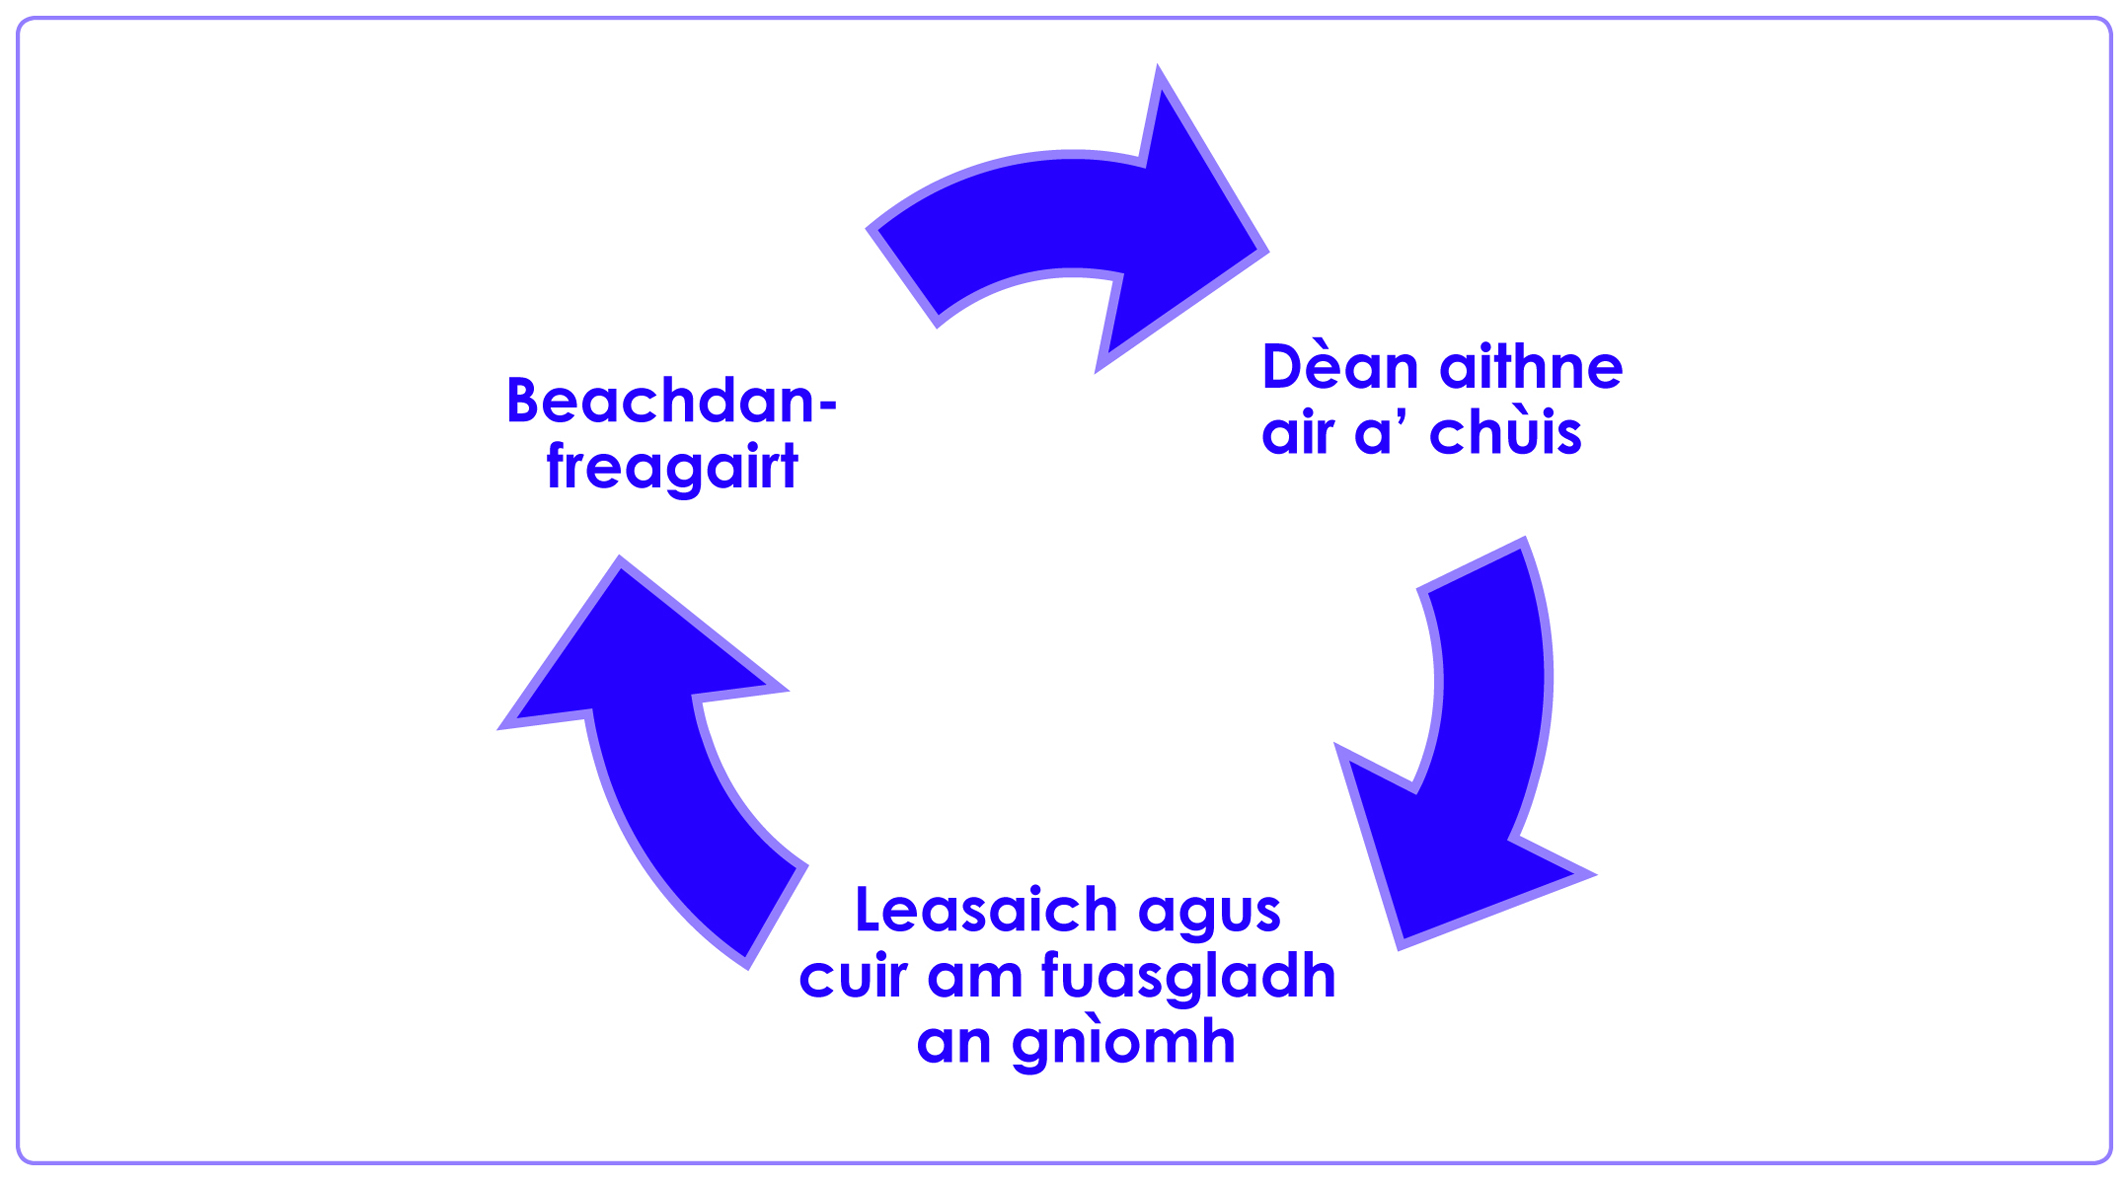 Beachdan-
freagairt
Dèan aithne
air a’ chùis
Leasaich agus
cuir am fuasgladh
an gnìomh